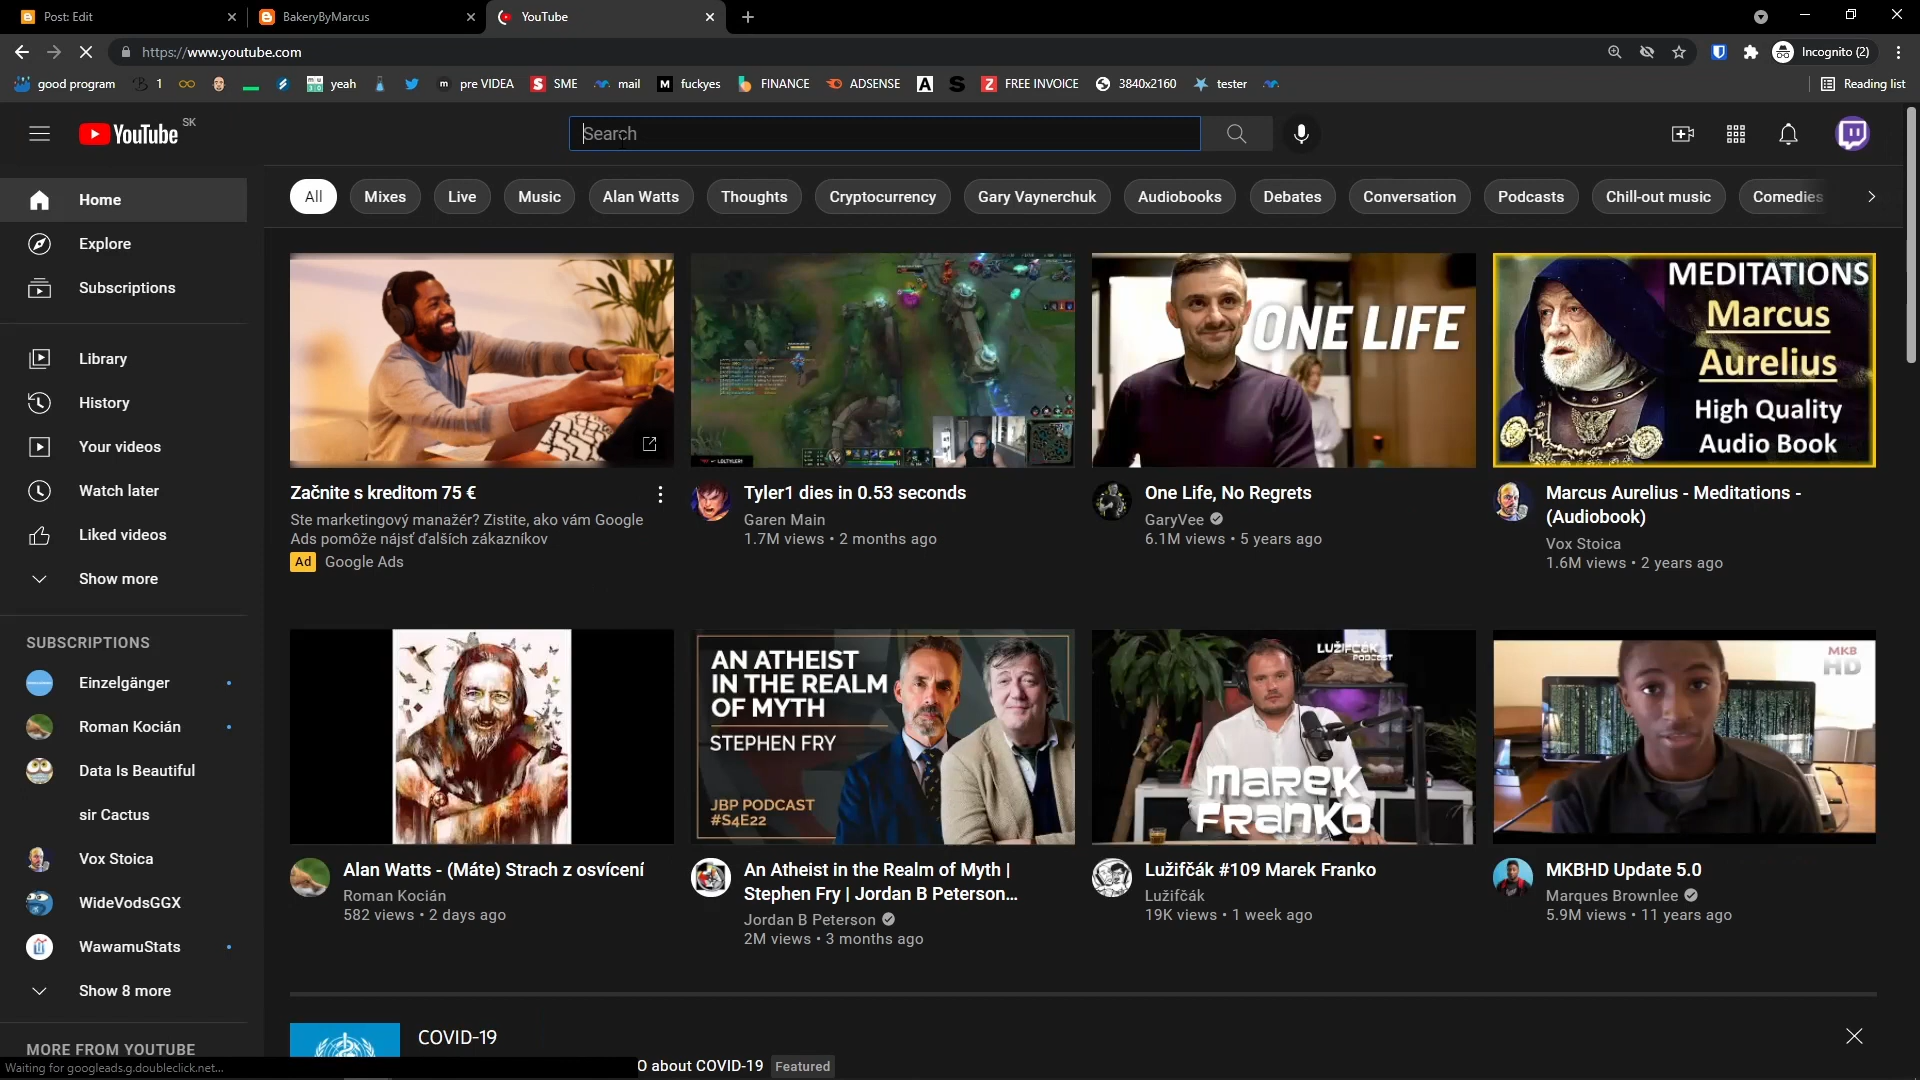 Post: Edit
BakeryByMarcus
YouTube
https://www.youtube.com
Incognito (2)
good program
1
yeah
pre VIDEA
SME
mail
fuckyes
FINANCE
ADSENSE
FREE INVOICE
3840x2160
tester
Reading list
YouTube SK
Search
Home
Explore
Subscriptions
Library
History
Your videos
Watch later
Liked videos
Show more
SUBSCRIPTIONS
Einzelgänger
Roman Kocián
Data Is Beautiful
sir Cactus
Vox Stoica
WideVodsGGX
WawamuStats
Show 8 more
MORE FROM YOUTUBE
Waiting for googleads.g.doubleclick.net...
All
Mixes
Live
Music
Alan Watts
Thoughts
Cryptocurrency
Gary Vaynerchuk
Audiobooks
Debates
Conversation
Podcasts
Chill-out music
Comedies
Začnite s kreditom 75 €
Ste marketingový manažér? Zistite, ako vám Google
Ads pomôže nájsť ďalších zákazníkov
Ad Google Ads
Tyler1 dies in 0.53 seconds
Garen Main
1.7M views • 2 months ago
ONE LIFE
One Life, No Regrets
GaryVee
6.1M views • 5 years ago
MEDITATIONS
Marcus
Aurelius
High Quality
Audio Book
Marcus Aurelius - Meditations -
(Audiobook)
Vox Stoica
1.6M views • 2 years ago
Alan Watts - (Máte) Strach z osvícení
Roman Kocián
582 views • 2 days ago
AN ATHEIST
IN THE REALM
OF MYTH
STEPHEN FRY
JBP PODCAST
#S4E22
An Atheist in the Realm of Myth |
Stephen Fry | Jordan B Peterson...
Jordan B Peterson
2M views • 3 months ago
LUŽIFČÁK
PODCAST
MAREK
FRANKO
Lužifčák #109 Marek Franko
Lužifčák
19K views • 1 week ago
MKB
HD
MKBHD Update 5.0
Marques Brownlee
5.9M views • 11 years ago
COVID-19
O about COVID-19 Featured